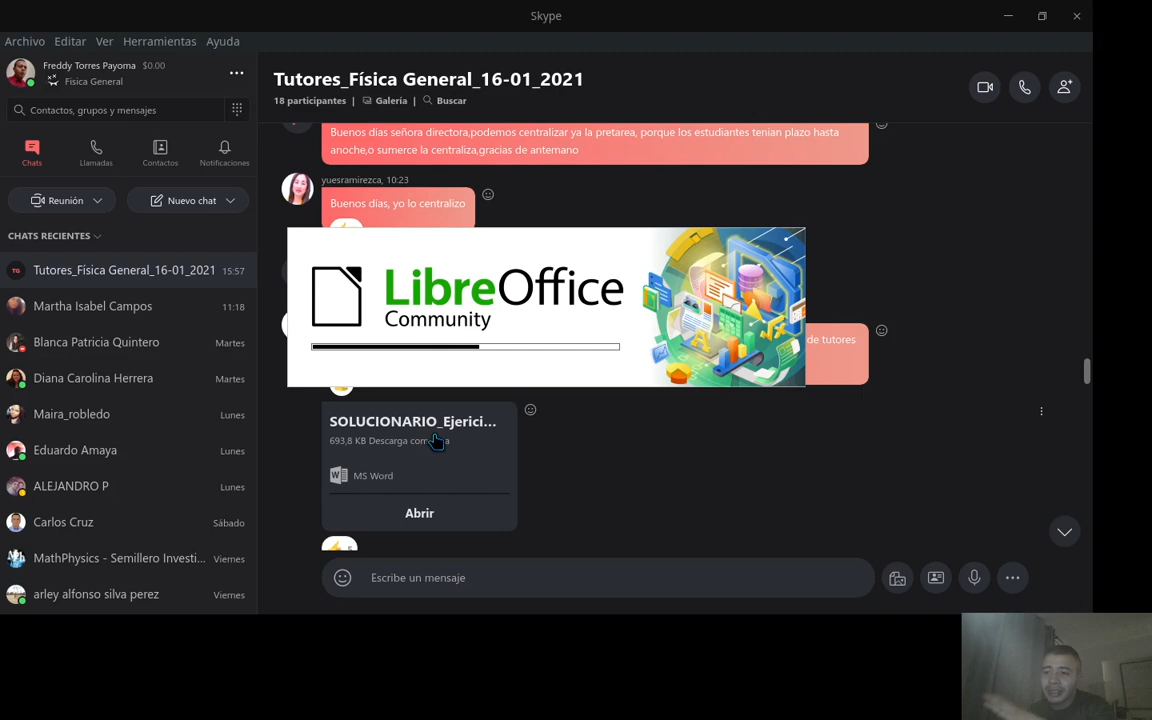 Skype
Archivo Editar Ver Herramientas Ayuda
Freddy Torres Payoma $0.00
Fisica General
Contactos, grupos y mensajes
Chats Llamadas Contactos Notificaciones
Reunión Nuevo chat
CHATS RECIENTES
TG Tutores_Física General_16-01_2021 15:57
Martha Isabel Campos 11:18
Blanca Patricia Quintero Martes
Diana Carolina Herrera Martes
Maira_robledo Lunes
Eduardo Amaya Lunes
ALEJANDRO P Lunes
Carlos Cruz Sábado
MathPhysics - Semillero Investi... Viernes
arley alfonso silva perez Viernes
Tutores_Física General_16-01_2021
18 participantes | Galería | Buscar
Buenos dias señora directora,podemos centralizar ya la pretarea, porque los estudiantes tenian plazo hasta
anoche,o sumerce la centraliza,gracias de antemano
yuesramirezca, 10:23
Buenos días, yo lo centralizo
LibreOffice
Community
de tutores
SOLUCIONARIO_Ejerici...
693,8 KB Descarga
MS Word
Abrir
Escribe un mensaje